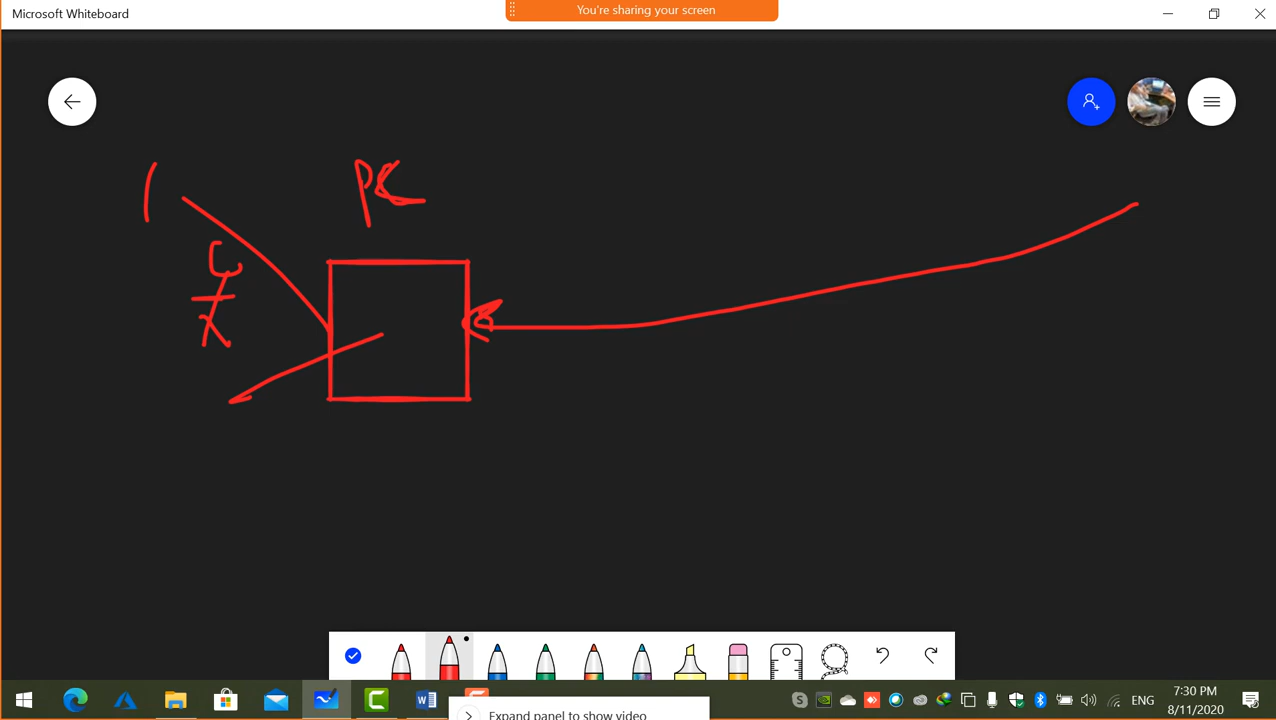 Microsoft Whiteboard
You're sharing your screen
PC
ENG
7:30 PM
8/11/2020
Expand panel to show video